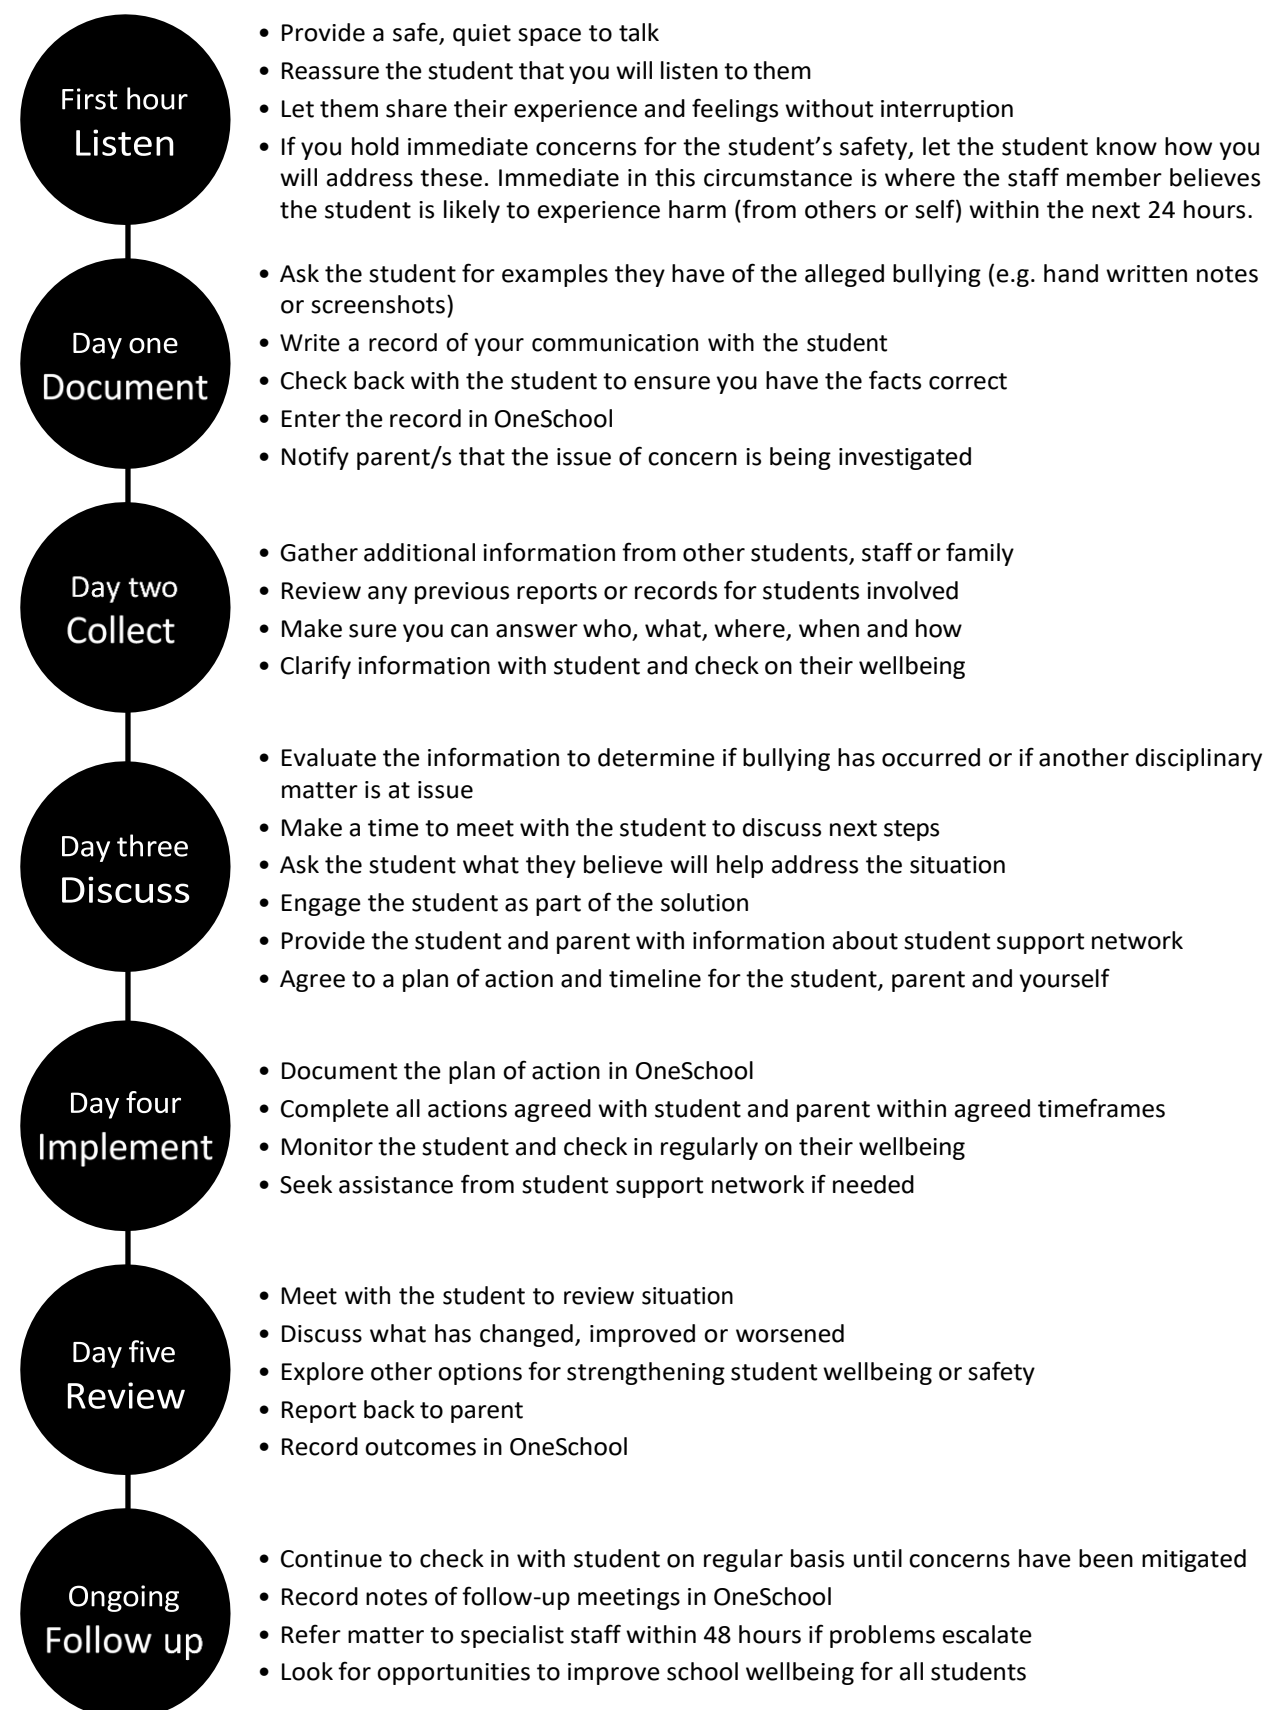 First hour
Listen
• Provide a safe, quiet space to talk
• Reassure the student that you will listen to them
• Let them share their experience and feelings without interruption
• If you hold immediate concerns for the student’s safety, let the student know how you
will address these. Immediate in this circumstance is where the staff member believes
the student is likely to experience harm (from others or self) within the next 24 hours.
Day one
Document
• Ask the student for examples they have of the alleged bullying (e.g. hand written notes
or screenshots)
• Write a record of your communication with the student
• Check back with the student to ensure you have the facts correct
• Enter the record in OneSchool
• Notify parent/s that the issue of concern is being investigated
Day two
Collect
• Gather additional information from other students, staff or family
• Review any previous reports or records for students involved
• Make sure you can answer who, what, where, when and how
• Clarify information with student and check on their wellbeing
Day three
Discuss
• Evaluate the information to determine if bullying has occurred or if another disciplinary
matter is at issue
• Make a time to meet with the student to discuss next steps
• Ask the student what they believe will help address the situation
• Engage the student as part of the solution
• Provide the student and parent with information about student support network
• Agree to a plan of action and timeline for the student, parent and yourself
Day four
Implement
• Document the plan of action in OneSchool
• Complete all actions agreed with student and parent within agreed timeframes
• Monitor the student and check in regularly on their wellbeing
• Seek assistance from student support network if needed
Day five
Review
• Meet with the student to review situation
• Discuss what has changed, improved or worsened
• Explore other options for strengthening student wellbeing or safety
• Report back to parent
• Record outcomes in OneSchool
Ongoing
Follow up
• Continue to check in with student on regular basis until concerns have been mitigated
• Record notes of follow-up meetings in OneSchool
• Refer matter to specialist staff within 48 hours if problems escalate
• Look for opportunities to improve school wellbeing for all students